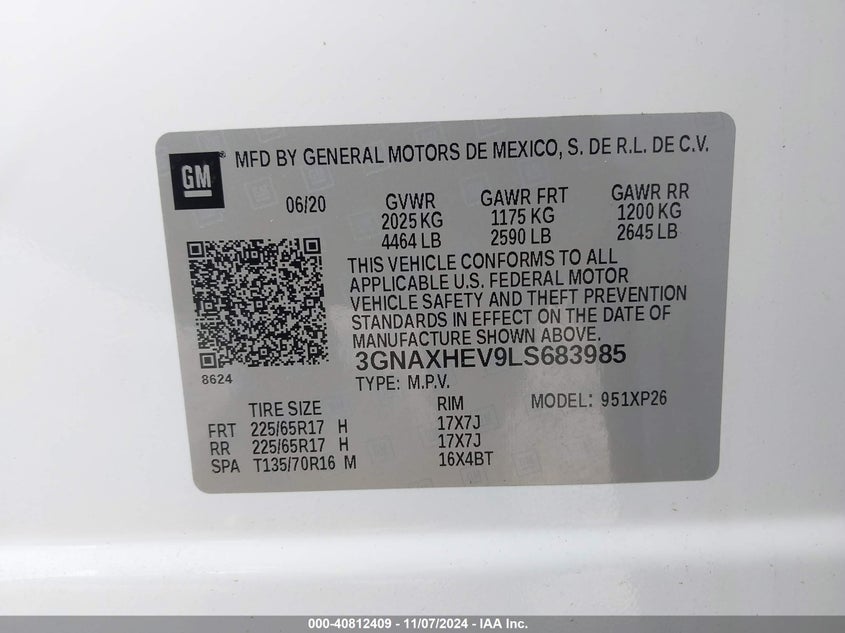 GM ® MFD BY GENERAL MOTORS DE MEXICO, S. DE R.L. DE C.V.
06/20 GVWR GAWR FRT GAWR RR
2025 KG 1175 KG 1200 KG
4464 LB 2590 LB 2645 LB
THIS VEHICLE CONFORMS TO ALL
APPLICABLE U.S. FEDERAL MOTOR
VEHICLE SAFETY AND THEFT PREVENTION
STANDARDS IN EFFECT ON THE DATE OF
MANUFACTURE SHOWN ABOVE.
3GNAXHEV9LS683985
8624
TYPE: M.P.V.
TIRE SIZE RIM MODEL: 951XP26
FRT 225/65R17 H 17X7J
RR 225/65R17 H 17X7J
SPA T135/70R16 M 16X4BT
000-40812409 - 11/07/2024 - IAA Inc.